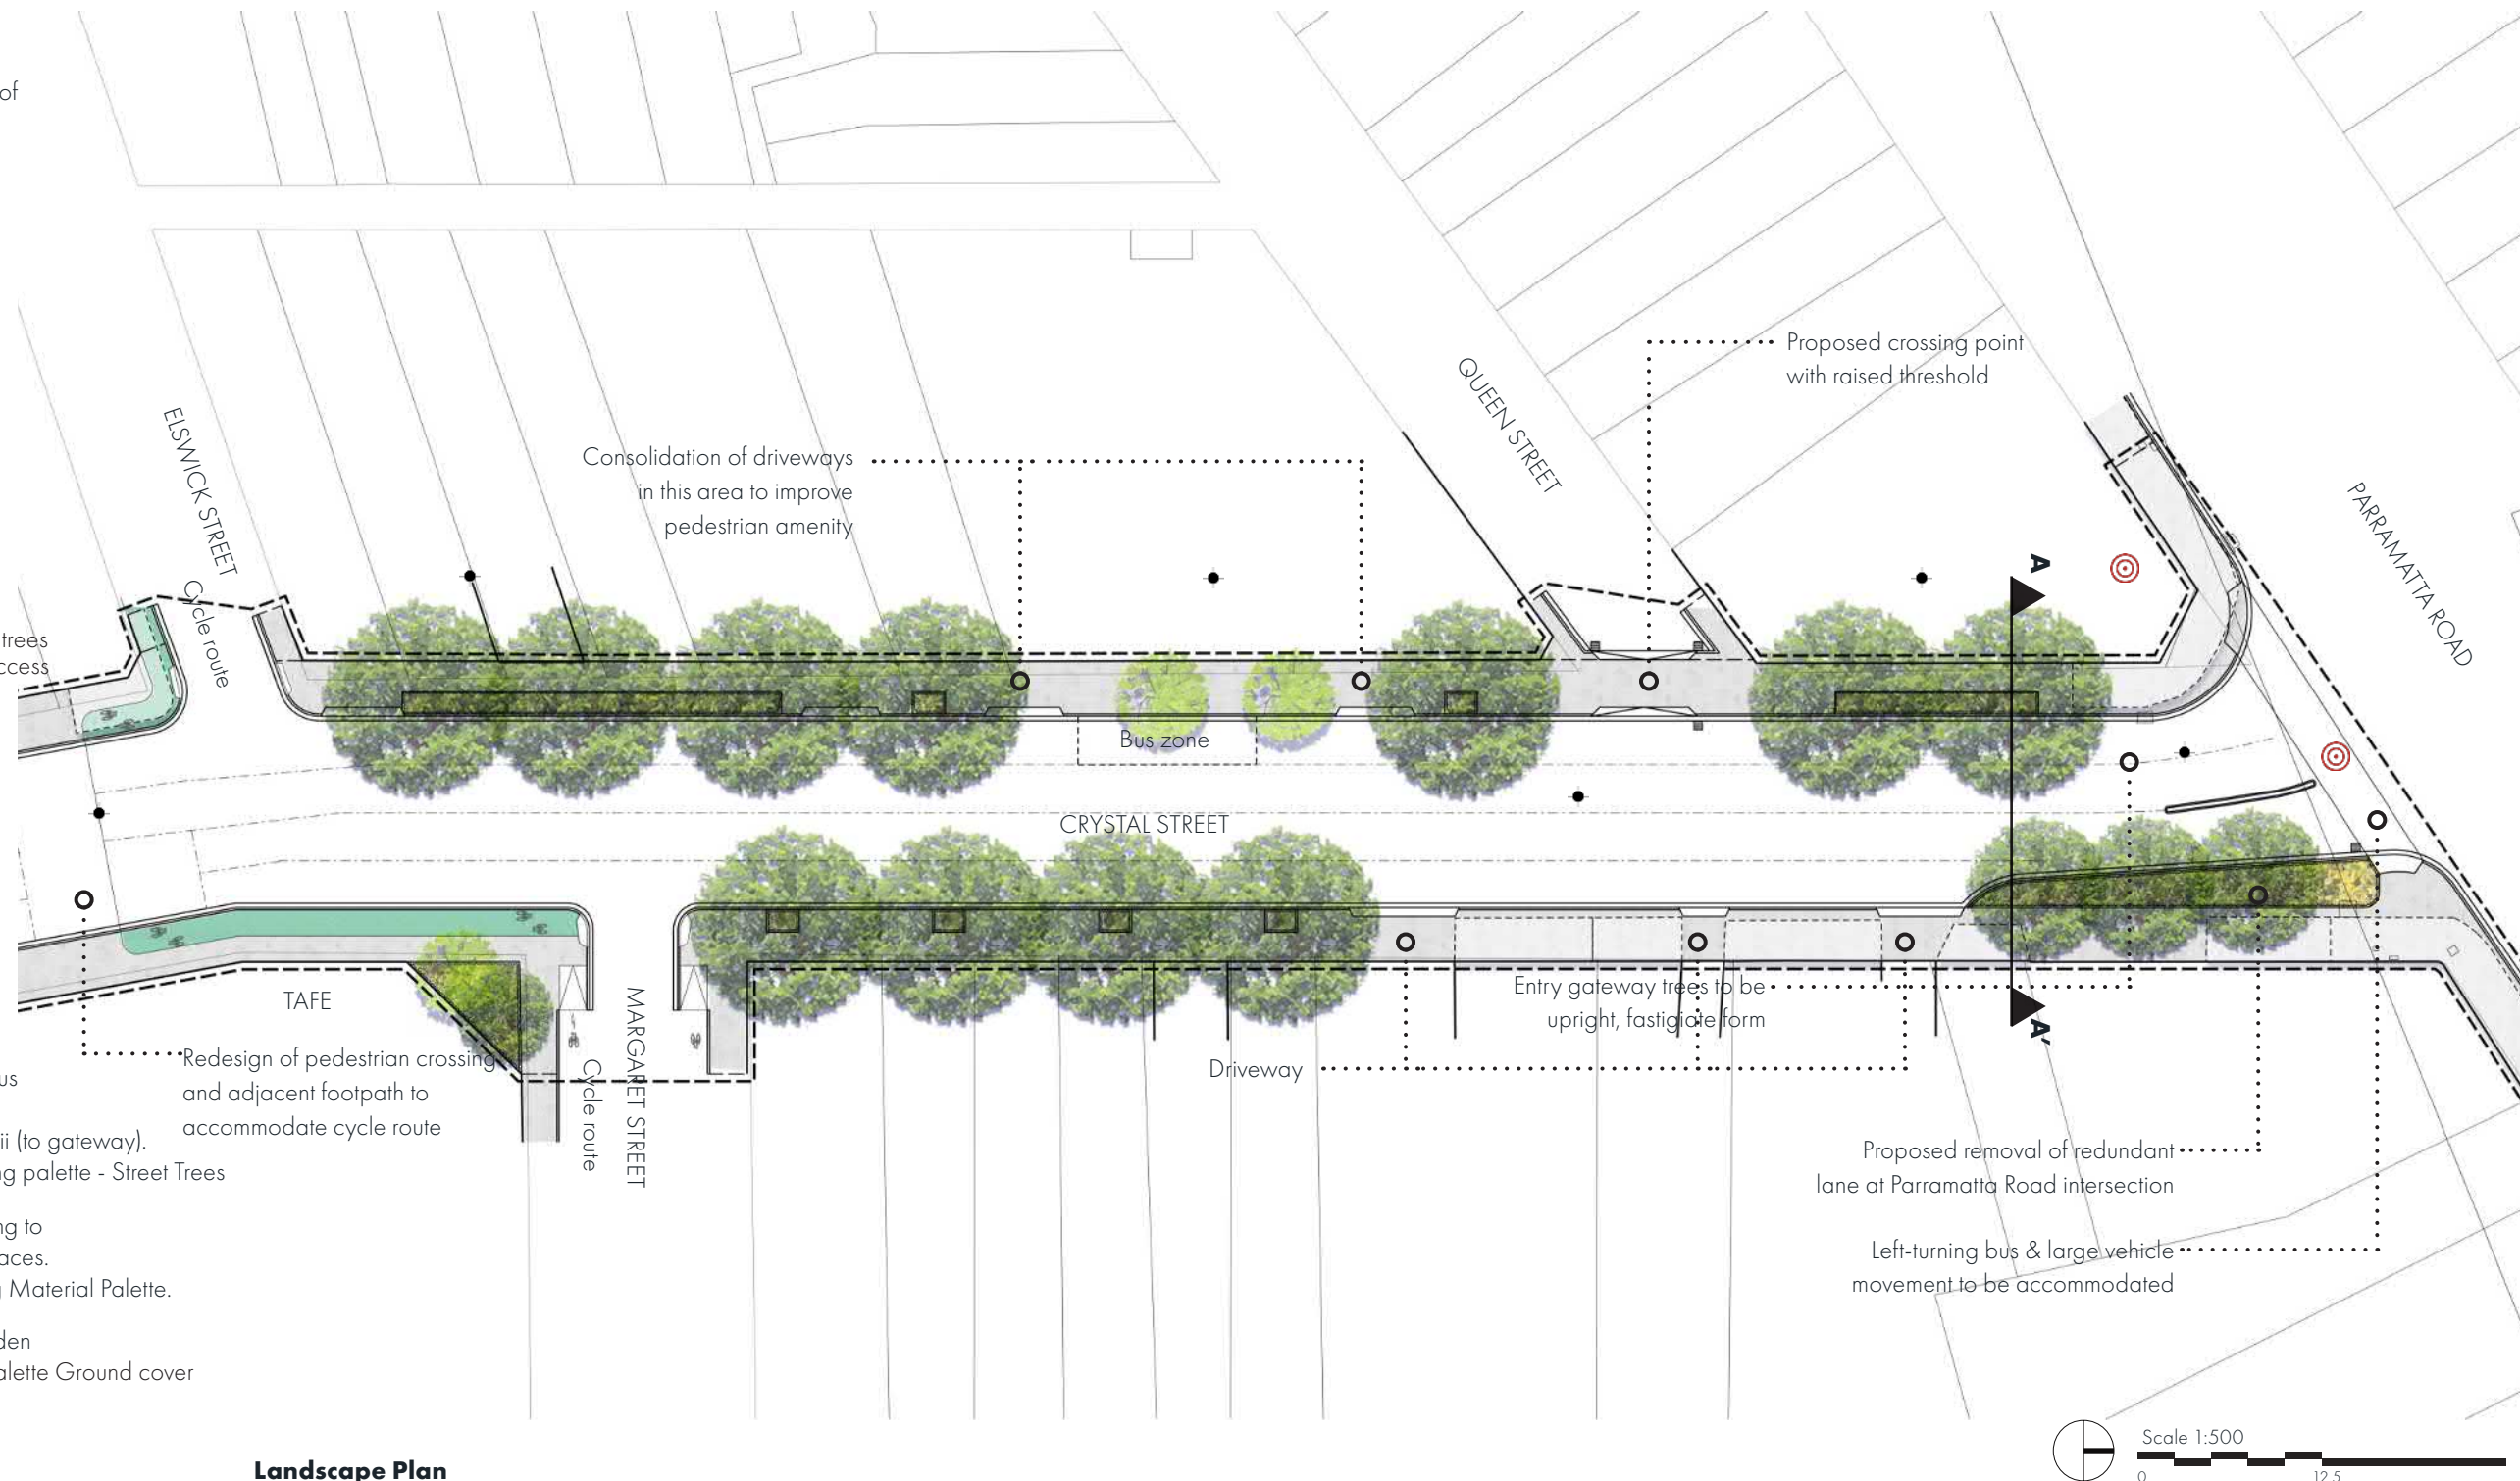 of
Proposed crossing point
with raised threshold
QUEEN STREET
ELSWICK STREET
Consolidation of driveways
in this area to improve
pedestrian amenity
PARRAMATTA ROAD
A
Cycle route
trees
ccess
Bus zone
CRYSTAL STREET
TAFE
Entry gateway trees to be
upright, fastigiate form
A'
MARGARET STREET
Cycle route
Redesign of pedestrian crossing
and adjacent footpath to
accommodate cycle route
Driveway
us
ii (to gateway).
ng palette - Street Trees
Proposed removal of redundant
lane at Parramatta Road intersection
ng to
aces.
g Material Palette.
Left-turning bus & large vehicle
movement to be accommodated
den
alette Ground cover
Scale 1:500
0 12.5
Landscape Plan